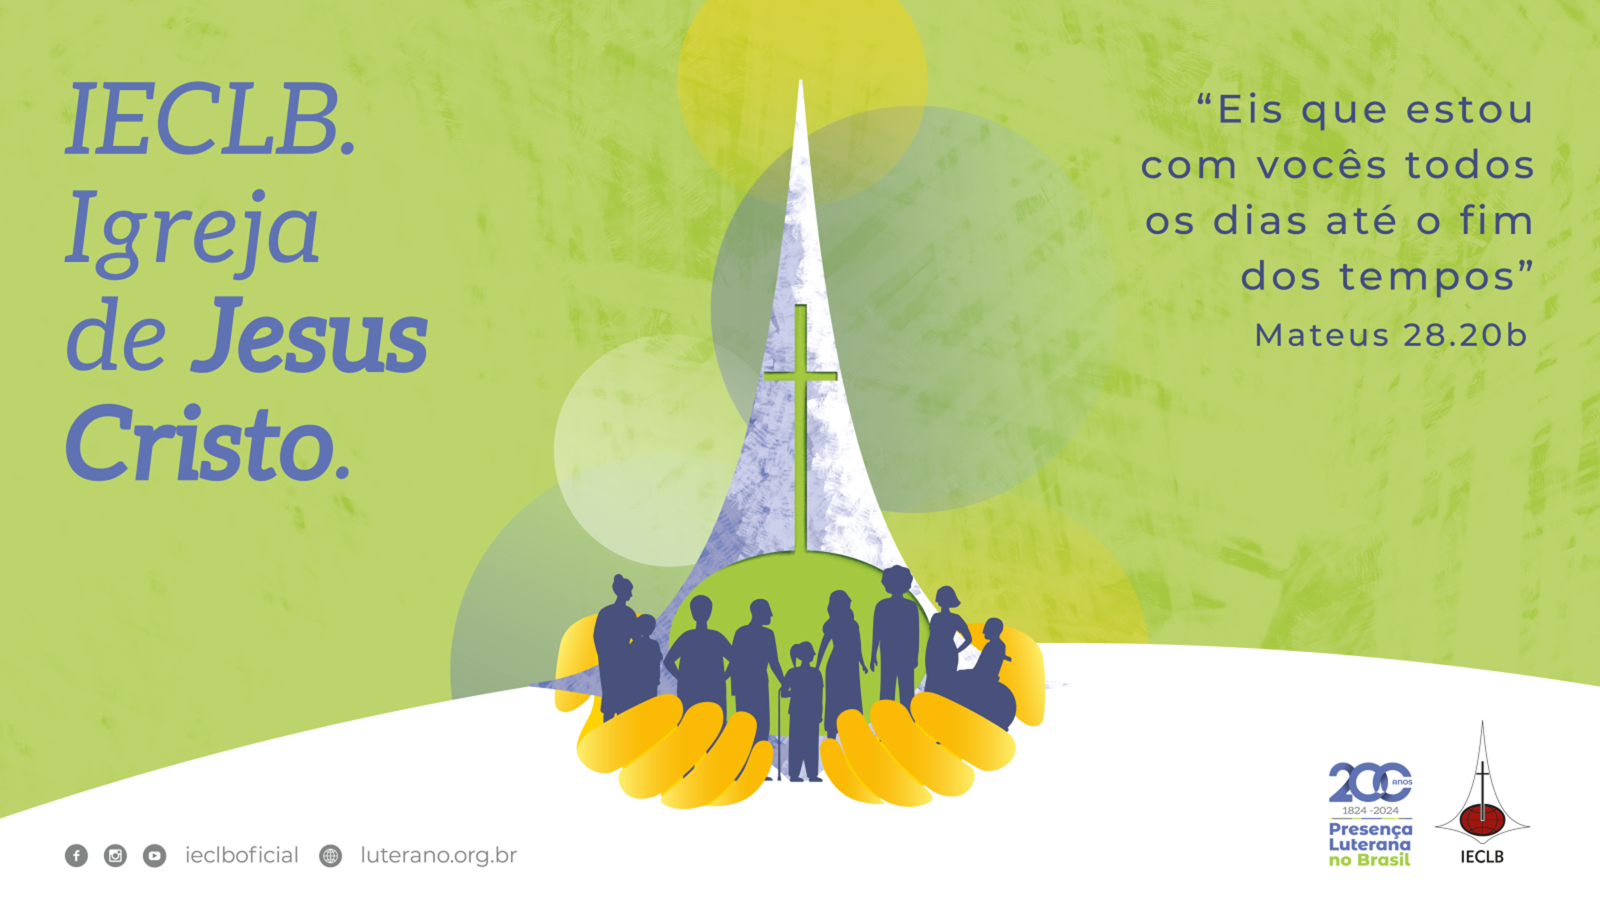 IECLB.
Igreja
de Jesus
Cristo.
“Eis que estou
com vocês todos
os dias até o fim
dos tempos”
Mateus 28.20b
ieclboficial
luterano.org.br
200 anos
1824-2024
Presença
Luterana
no Brasil
IECLB